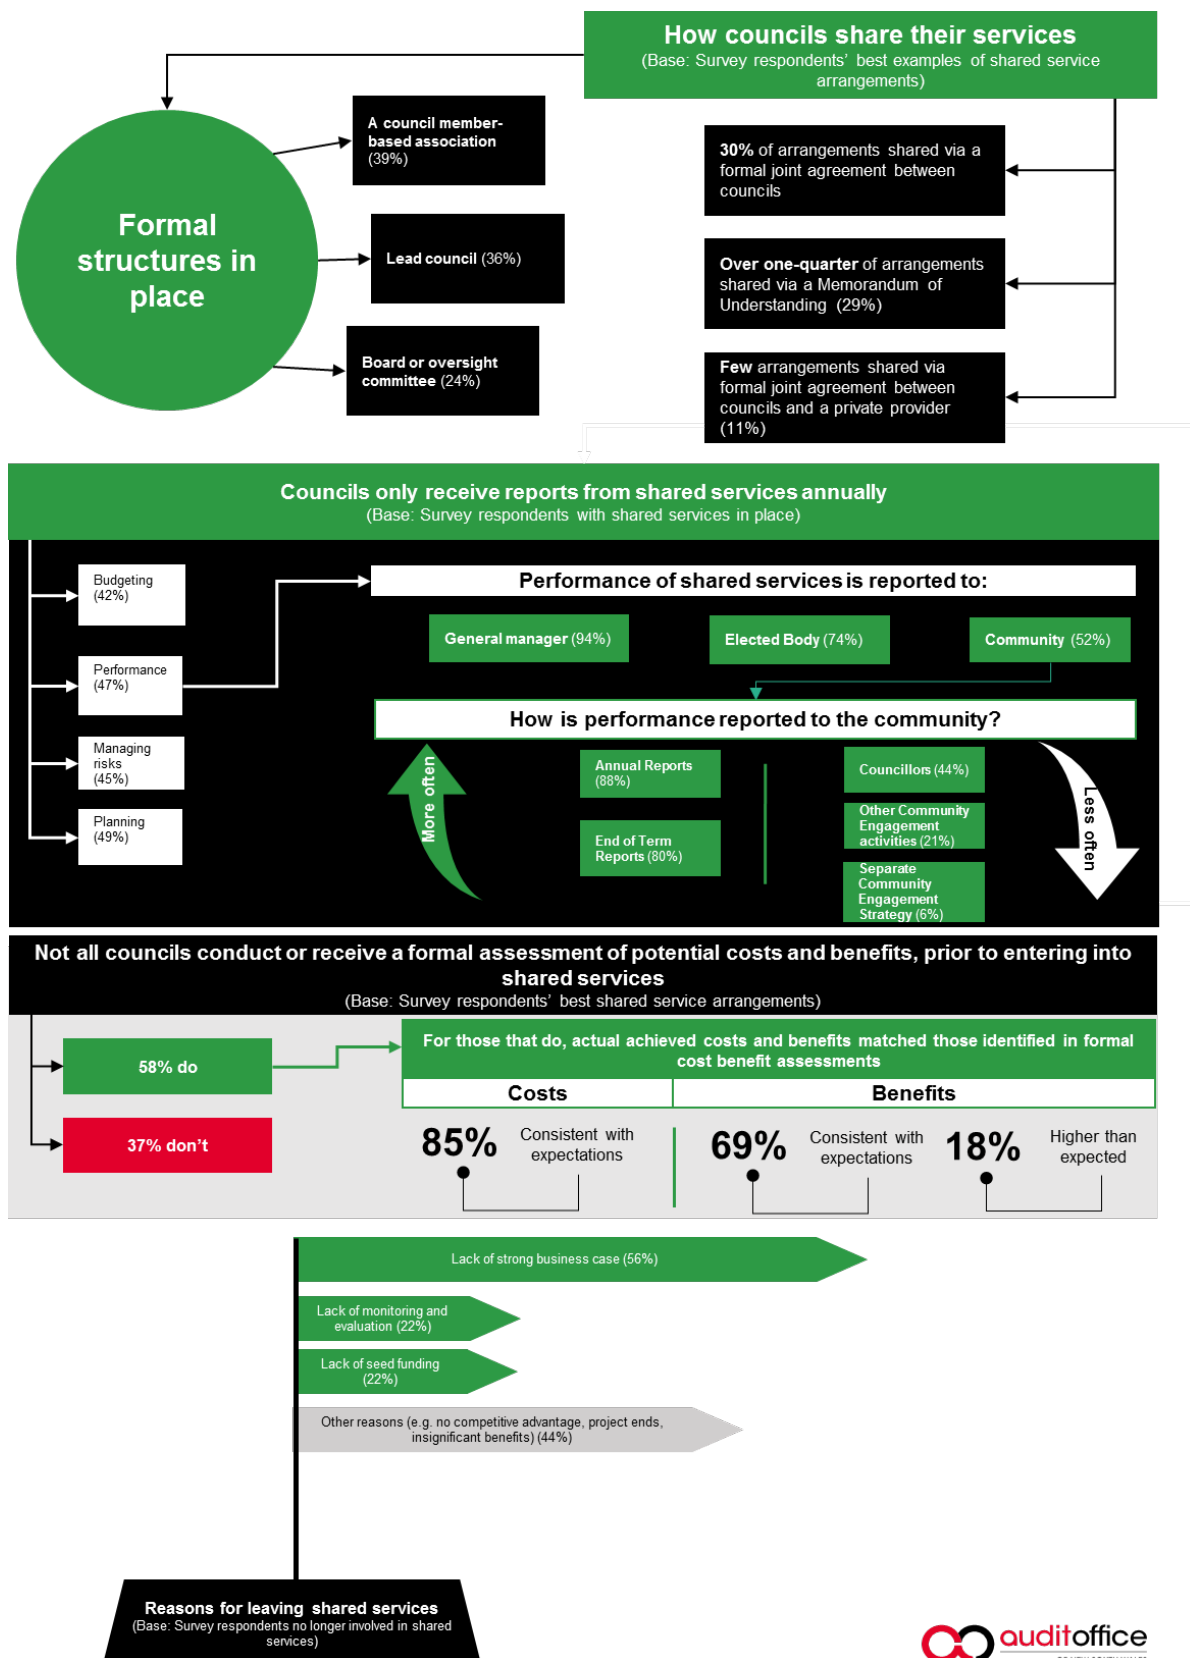 How councils share their services
(Base: Survey respondents' best examples of shared service
arrangements)
A council member-
based association
(39%)
Formal
structures in
place
Lead council (36%)
Board or oversight
committee (24%)
30% of arrangements shared via a
formal joint agreement between
councils
Over one-quarter of arrangements
shared via a Memorandum of
Understanding (29%)
Few arrangements shared via
formal joint agreement between
councils and a private provider
(11%)
Councils only receive reports from shared services annually
(Base: Survey respondents with shared services in place)
Budgeting
(42%)
Performance
(47%)
Managing
risks
(45%)
Planning
(49%)
Performance of shared services is reported to:
General manager (94%)
Elected Body (74%)
Community (52%)
How is performance reported to the community?
More often
Annual Reports
(88%)
End of Term
Reports (80%)
Councillors (44%)
Other Community
Engagement
activities (21%)
Separate
Community
Engagement
Strategy (6%)
Less often
Not all councils conduct or receive a formal assessment of potential costs and benefits, prior to entering into
shared services
(Base: Survey respondents' best shared service arrangements)
58% do
37% don't
For those that do, actual achieved costs and benefits matched those identified in formal
cost benefit assessments
Costs
Benefits
85%
Consistent with
expectations
69%
Consistent with
expectations
18%
Higher than
expected
Lack of strong business case (56%)
Lack of monitoring and
evaluation (22%)
Lack of seed funding
(22%)
Other reasons (e.g. no competitive advantage, project ends,
insignificant benefits) (44%)
Reasons for leaving shared services
(Base: Survey respondents no longer involved in shared
services)
auditoffice